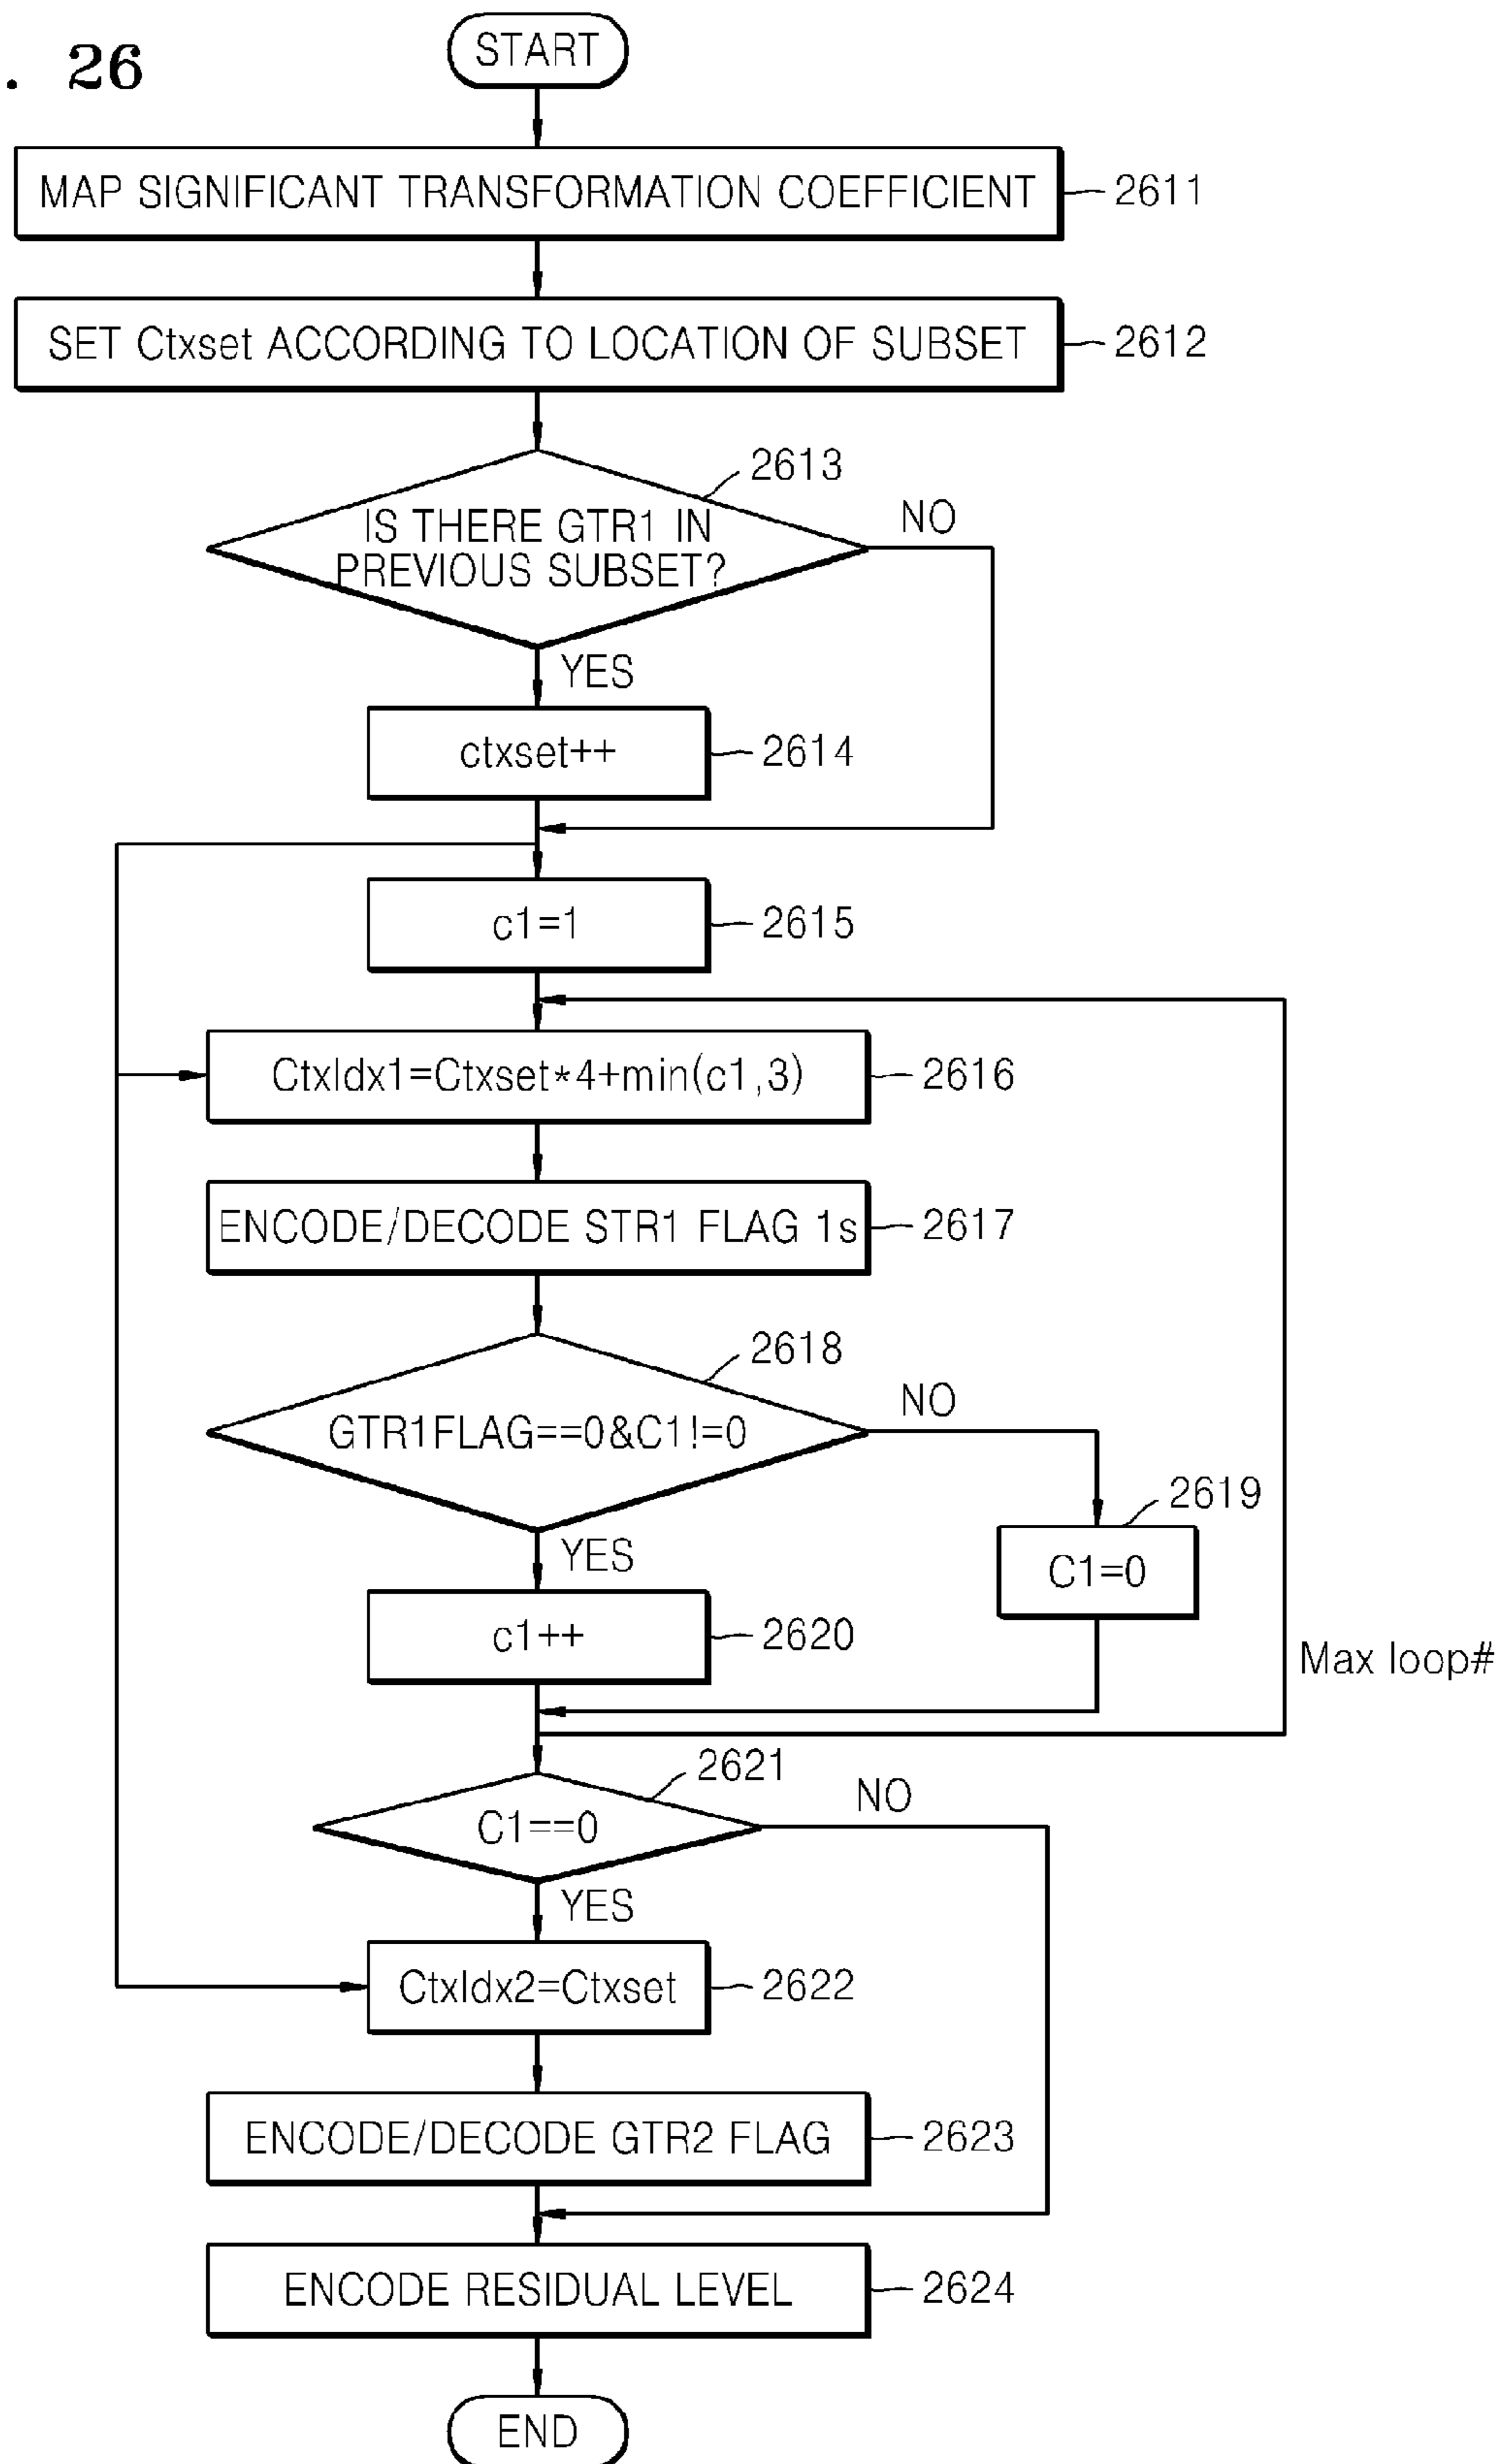 . 26
START
MAP SIGNIFICANT TRANSFORMATION COEFFICIENT
2611
SET Ctxset ACCORDING TO LOCATION OF SUBSET
2612
2613
IS THERE GTR1 IN
PREVIOUS SUBSET?
NO
YES
ctxset++
2614
c1=1
2615
CtxIdx1=Ctxset*4+min(c1,3)
2616
ENCODE/DECODE STR1 FLAG 1s
2617
2618
GTR1FLAG==0&C1!=0
NO
2619
C1=0
YES
c1++
2620
Max loop#
2621
C1==0
NO
YES
CtxIdx2=Ctxset
2622
ENCODE/DECODE GTR2 FLAG
2623
ENCODE RESIDUAL LEVEL
2624
END